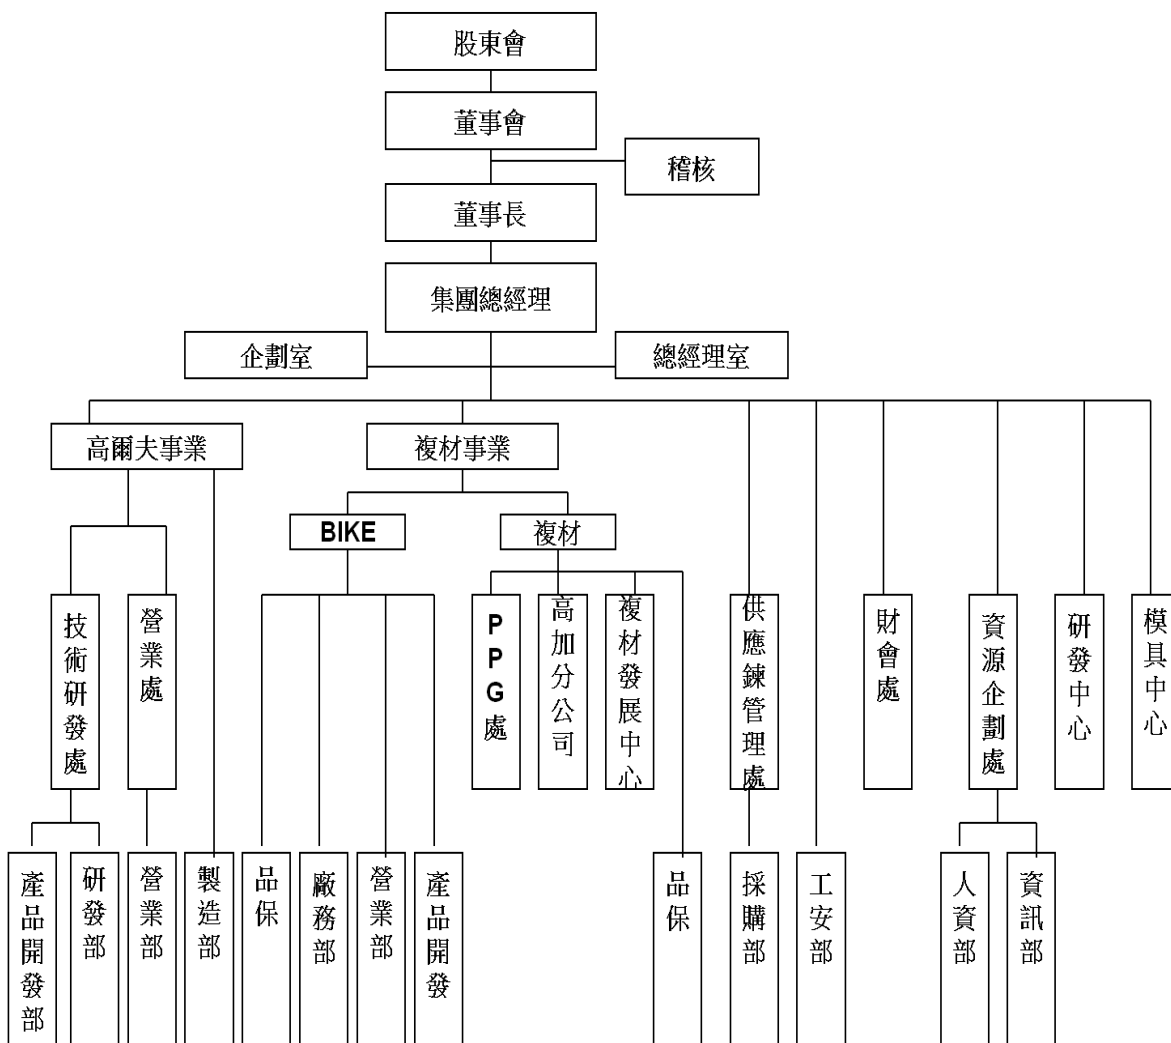 股東會
董事會
稽核
董事長
集團總經理
企劃室
總經理室
高爾夫事業
複材事業
BIKE
複材
技術研發處
營業處
PPG處
高加分公司
複材發展中心
供應鍊管理處
財會處
資源企劃處
研發中心
模具中心
產品開發部
研發部
營業部
製造部
品保
廠務部
營業部
產品開發
品保
採購部
工安部
人資部
資訊部